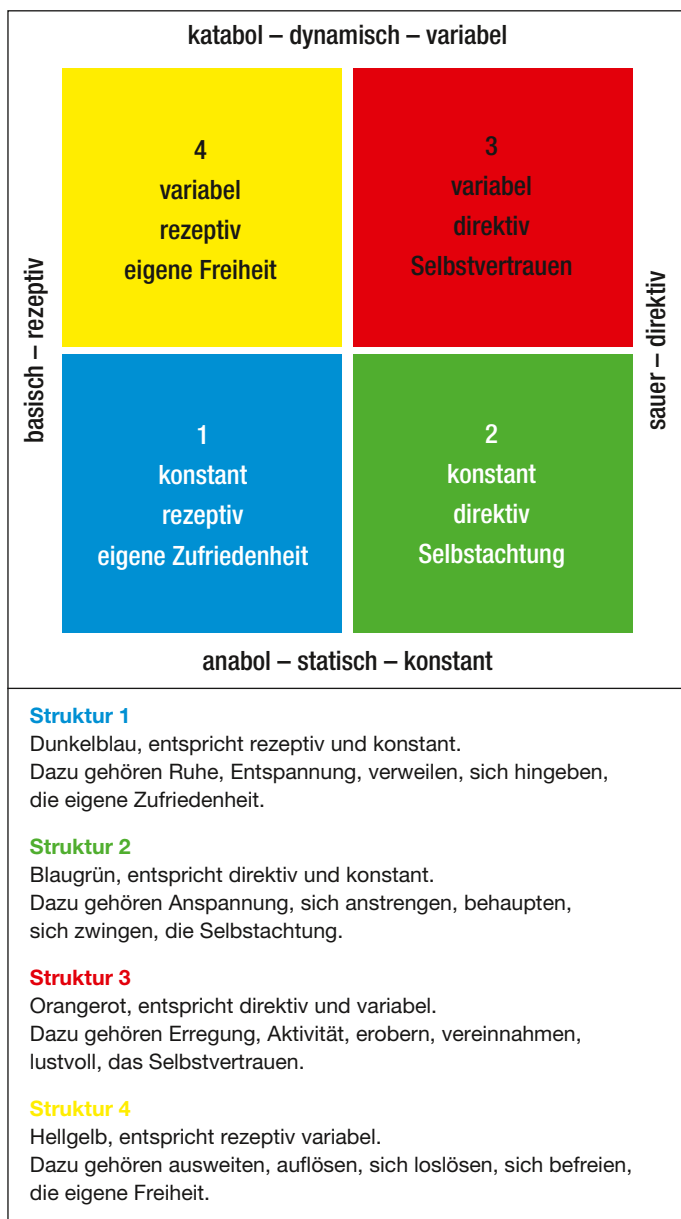 katabol – dynamisch – variabel
4
variabel
rezeptiv
eigene Freiheit
3
variabel
direktiv
Selbstvertrauen
basisch – rezeptiv
sauer – direktiv
1
konstant
rezeptiv
eigene Zufriedenheit
2
konstant
direktiv
Selbstachtung
anabol – statisch – konstant
Struktur 1
Dunkelblau, entspricht rezeptiv und konstant.
Dazu gehören Ruhe, Entspannung, verweilen, sich hingeben,
die eigene Zufriedenheit.
Struktur 2
Blaugrün, entspricht direktiv und konstant.
Dazu gehören Anspannung, sich anstrengen, behaupten,
sich zwingen, die Selbstachtung.
Struktur 3
Orangerot, entspricht direktiv und variabel.
Dazu gehören Erregung, Aktivität, erobern, vereinnahmen,
lustvoll, das Selbstvertrauen.
Struktur 4
Hellgelb, entspricht rezeptiv variabel.
Dazu gehören ausweiten, auflösen, sich loslösen, sich befreien,
die eigene Freiheit.